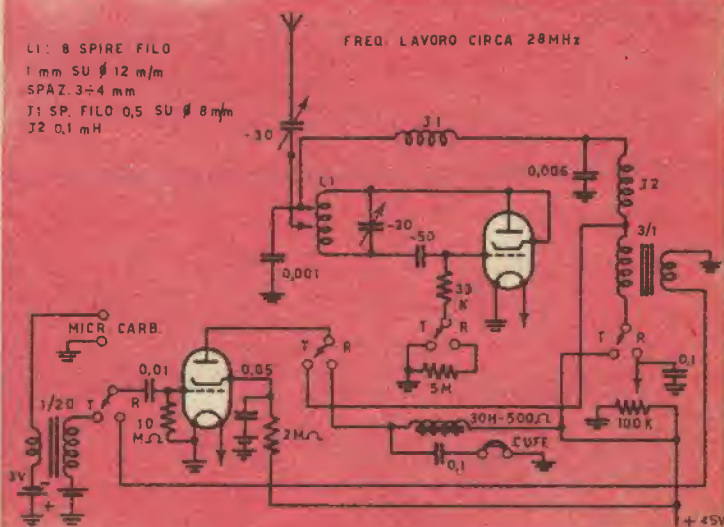 L1: 8 SPIRE FILO
1 mm SU Ø 12 m/m
SPAZ. 3÷4 mm
J1 SP. FILO 0,5 SU Ø 8 m/m
J2 0,1 mH
FREQ. LAVORO CIRCA 28MHz
-30
J1
0,006
J2
L1
-30
-50
3/1
0,001
33
K
T R
5M
MICR. CARB.
T R
T R
0,1
100K
0,01
0,05
1/20
T R
10
MΩ
2MΩ
30H-500Ω
0,1
CUFF.
3V
+